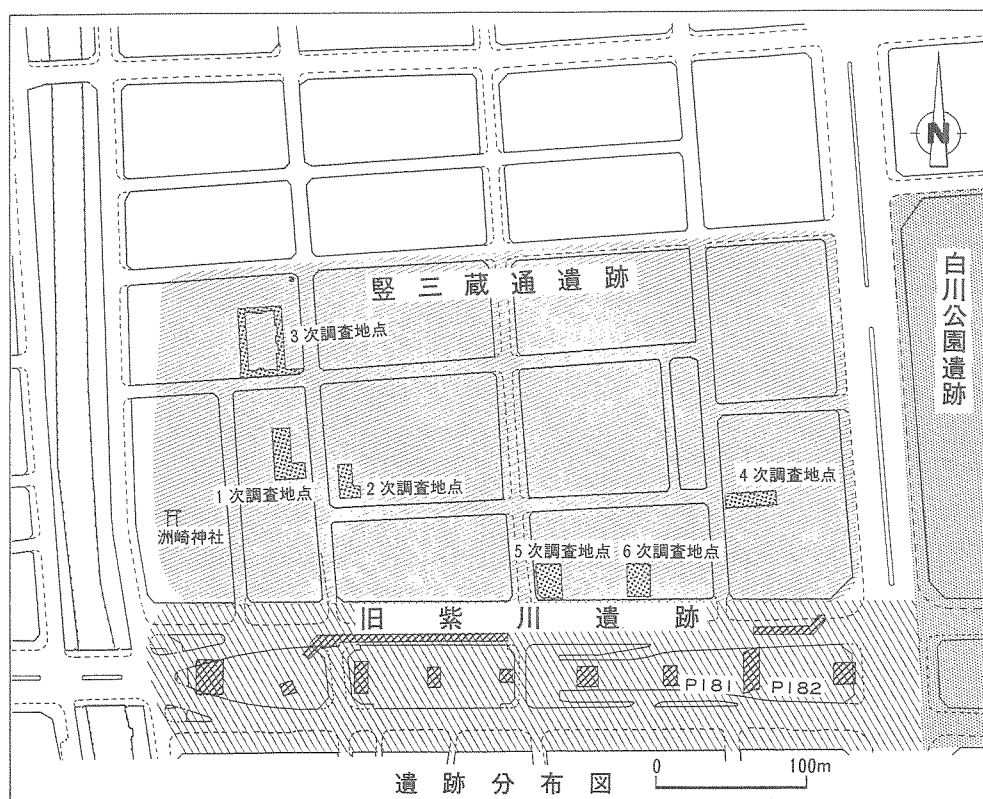 N
竪三蔵通遺跡
白川公園遺跡
3次調査地点
1次調査地点
2次調査地点
4次調査地点
洲崎神社
5次調査地点
6次調査地点
旧紫川遺跡
P181
P182
遺跡分布図
0
100m